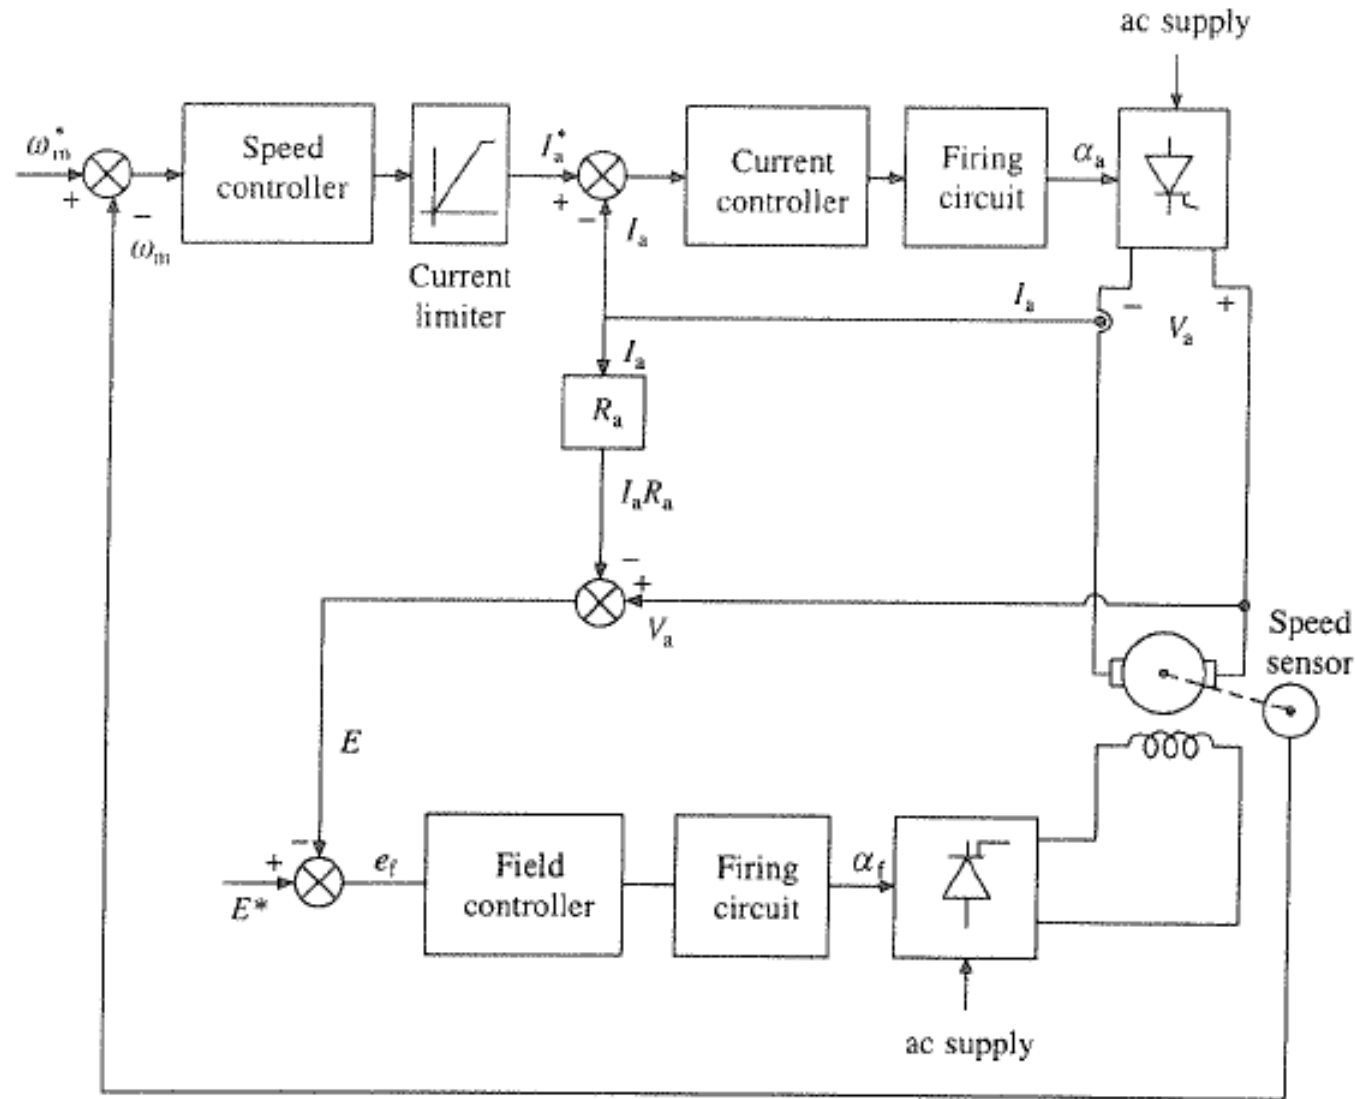 ac supply
ω*m
+
−
ωm
Speed
controller
Current
limiter
I*a
+
−
Ia
Current
controller
Firing
circuit
αa
Ia
−
+
Va
Ia
Ra
IaRa
−
+
Va
Speed
sensor
E
−
+
E*
ef
Field
controller
Firing
circuit
αf
ac supply